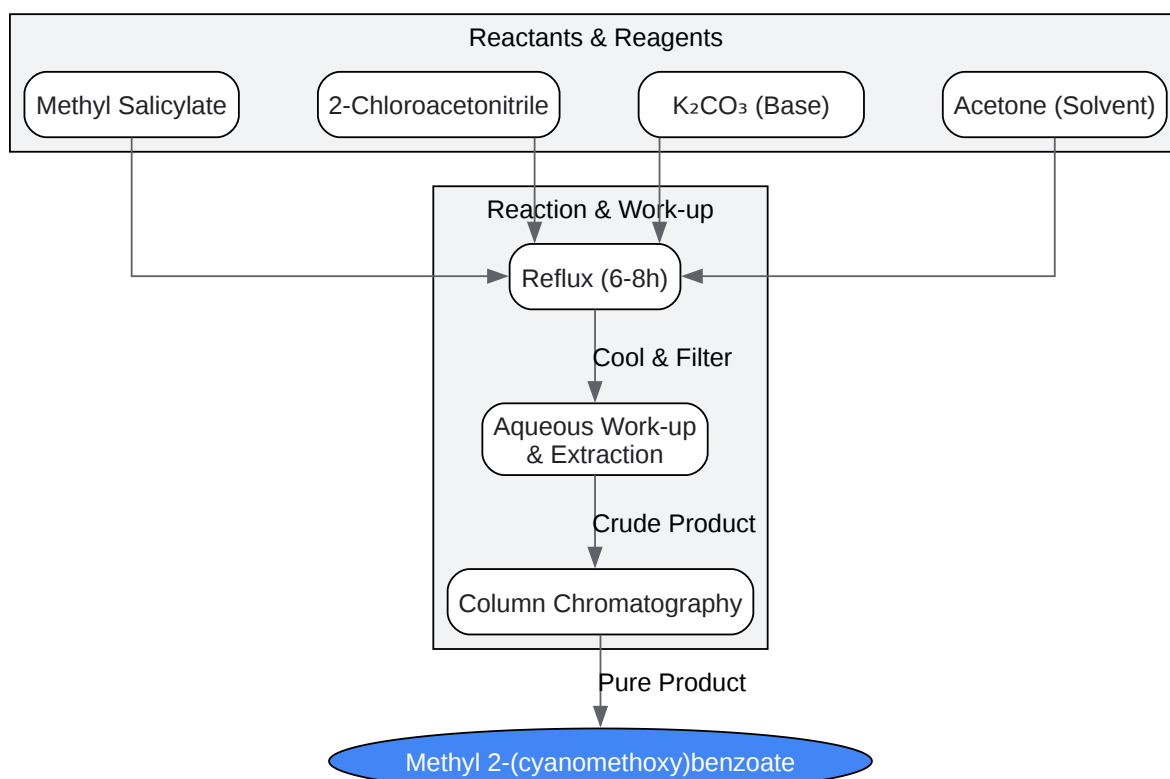 Reactants & Reagents
Methyl Salicylate
2-Chloroacetonitrile
K₂CO₃ (Base)
Acetone (Solvent)
Reaction & Work-up
Reflux (6-8h)
Cool & Filter
Aqueous Work-up
& Extraction
Crude Product
Column Chromatography
Pure Product
Methyl 2-(cyanomethoxy)benzoate